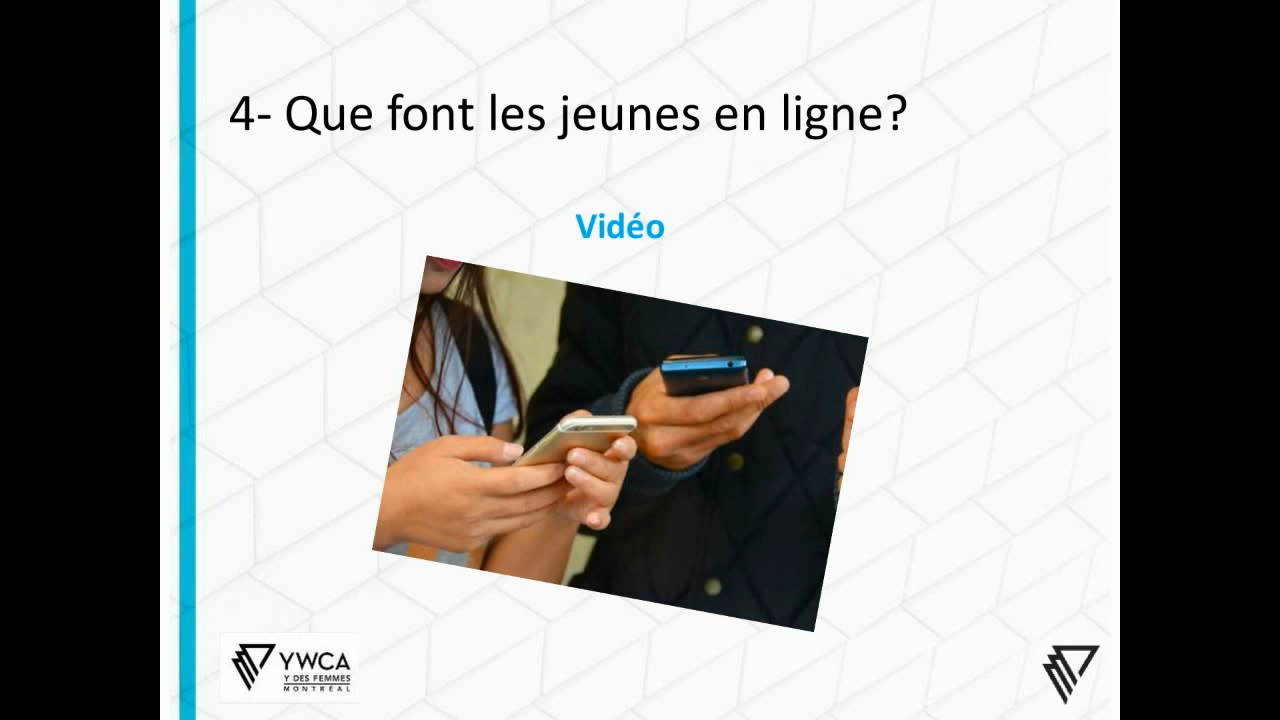 4- Que font les jeunes en ligne?
Vidéo
YWCA
Y DES FEMMES
MONTRÉAL